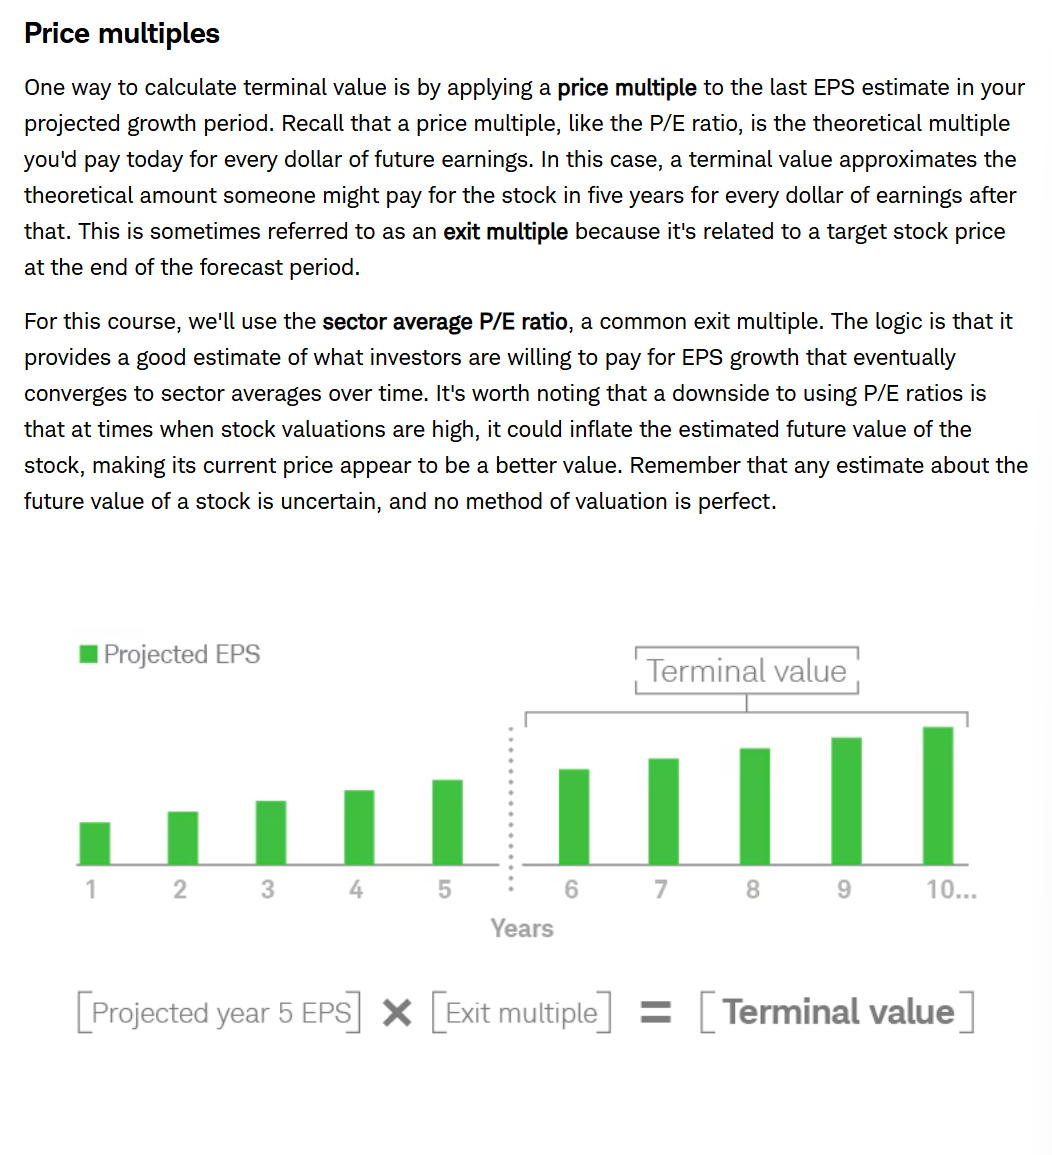 Price multiples
One way to calculate terminal value is by applying a price multiple to the last EPS estimate in your
projected growth period. Recall that a price multiple, like the P/E ratio, is the theoretical multiple
you'd pay today for every dollar of future earnings. In this case, a terminal value approximates the
theoretical amount someone might pay for the stock in five years for every dollar of earnings after
that. This is sometimes referred to as an exit multiple because it's related to a target stock price
at the end of the forecast period.
For this course, we'll use the sector average P/E ratio, a common exit multiple. The logic is that it
provides a good estimate of what investors are willing to pay for EPS growth that eventually
converges to sector averages over time. It's worth noting that a downside to using P/E ratios is
that at times when stock valuations are high, it could inflate the estimated future value of the
stock, making its current price appear to be a better value. Remember that any estimate about the
future value of a stock is uncertain, and no method of valuation is perfect.
Projected EPS
Terminal value
1 2 3 4 5 6 7 8 9 10...
Years
[Projected year 5 EPS] × [Exit multiple] = [Terminal value]